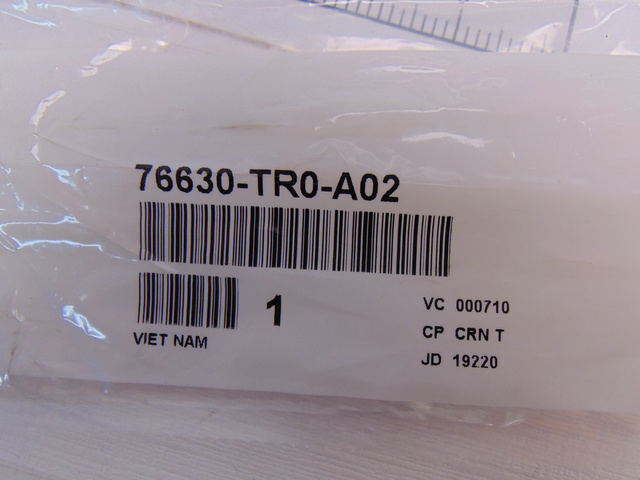 76630-TR0-A02
1
VC 000710
VIET NAM
CP CRN T
JD 19220